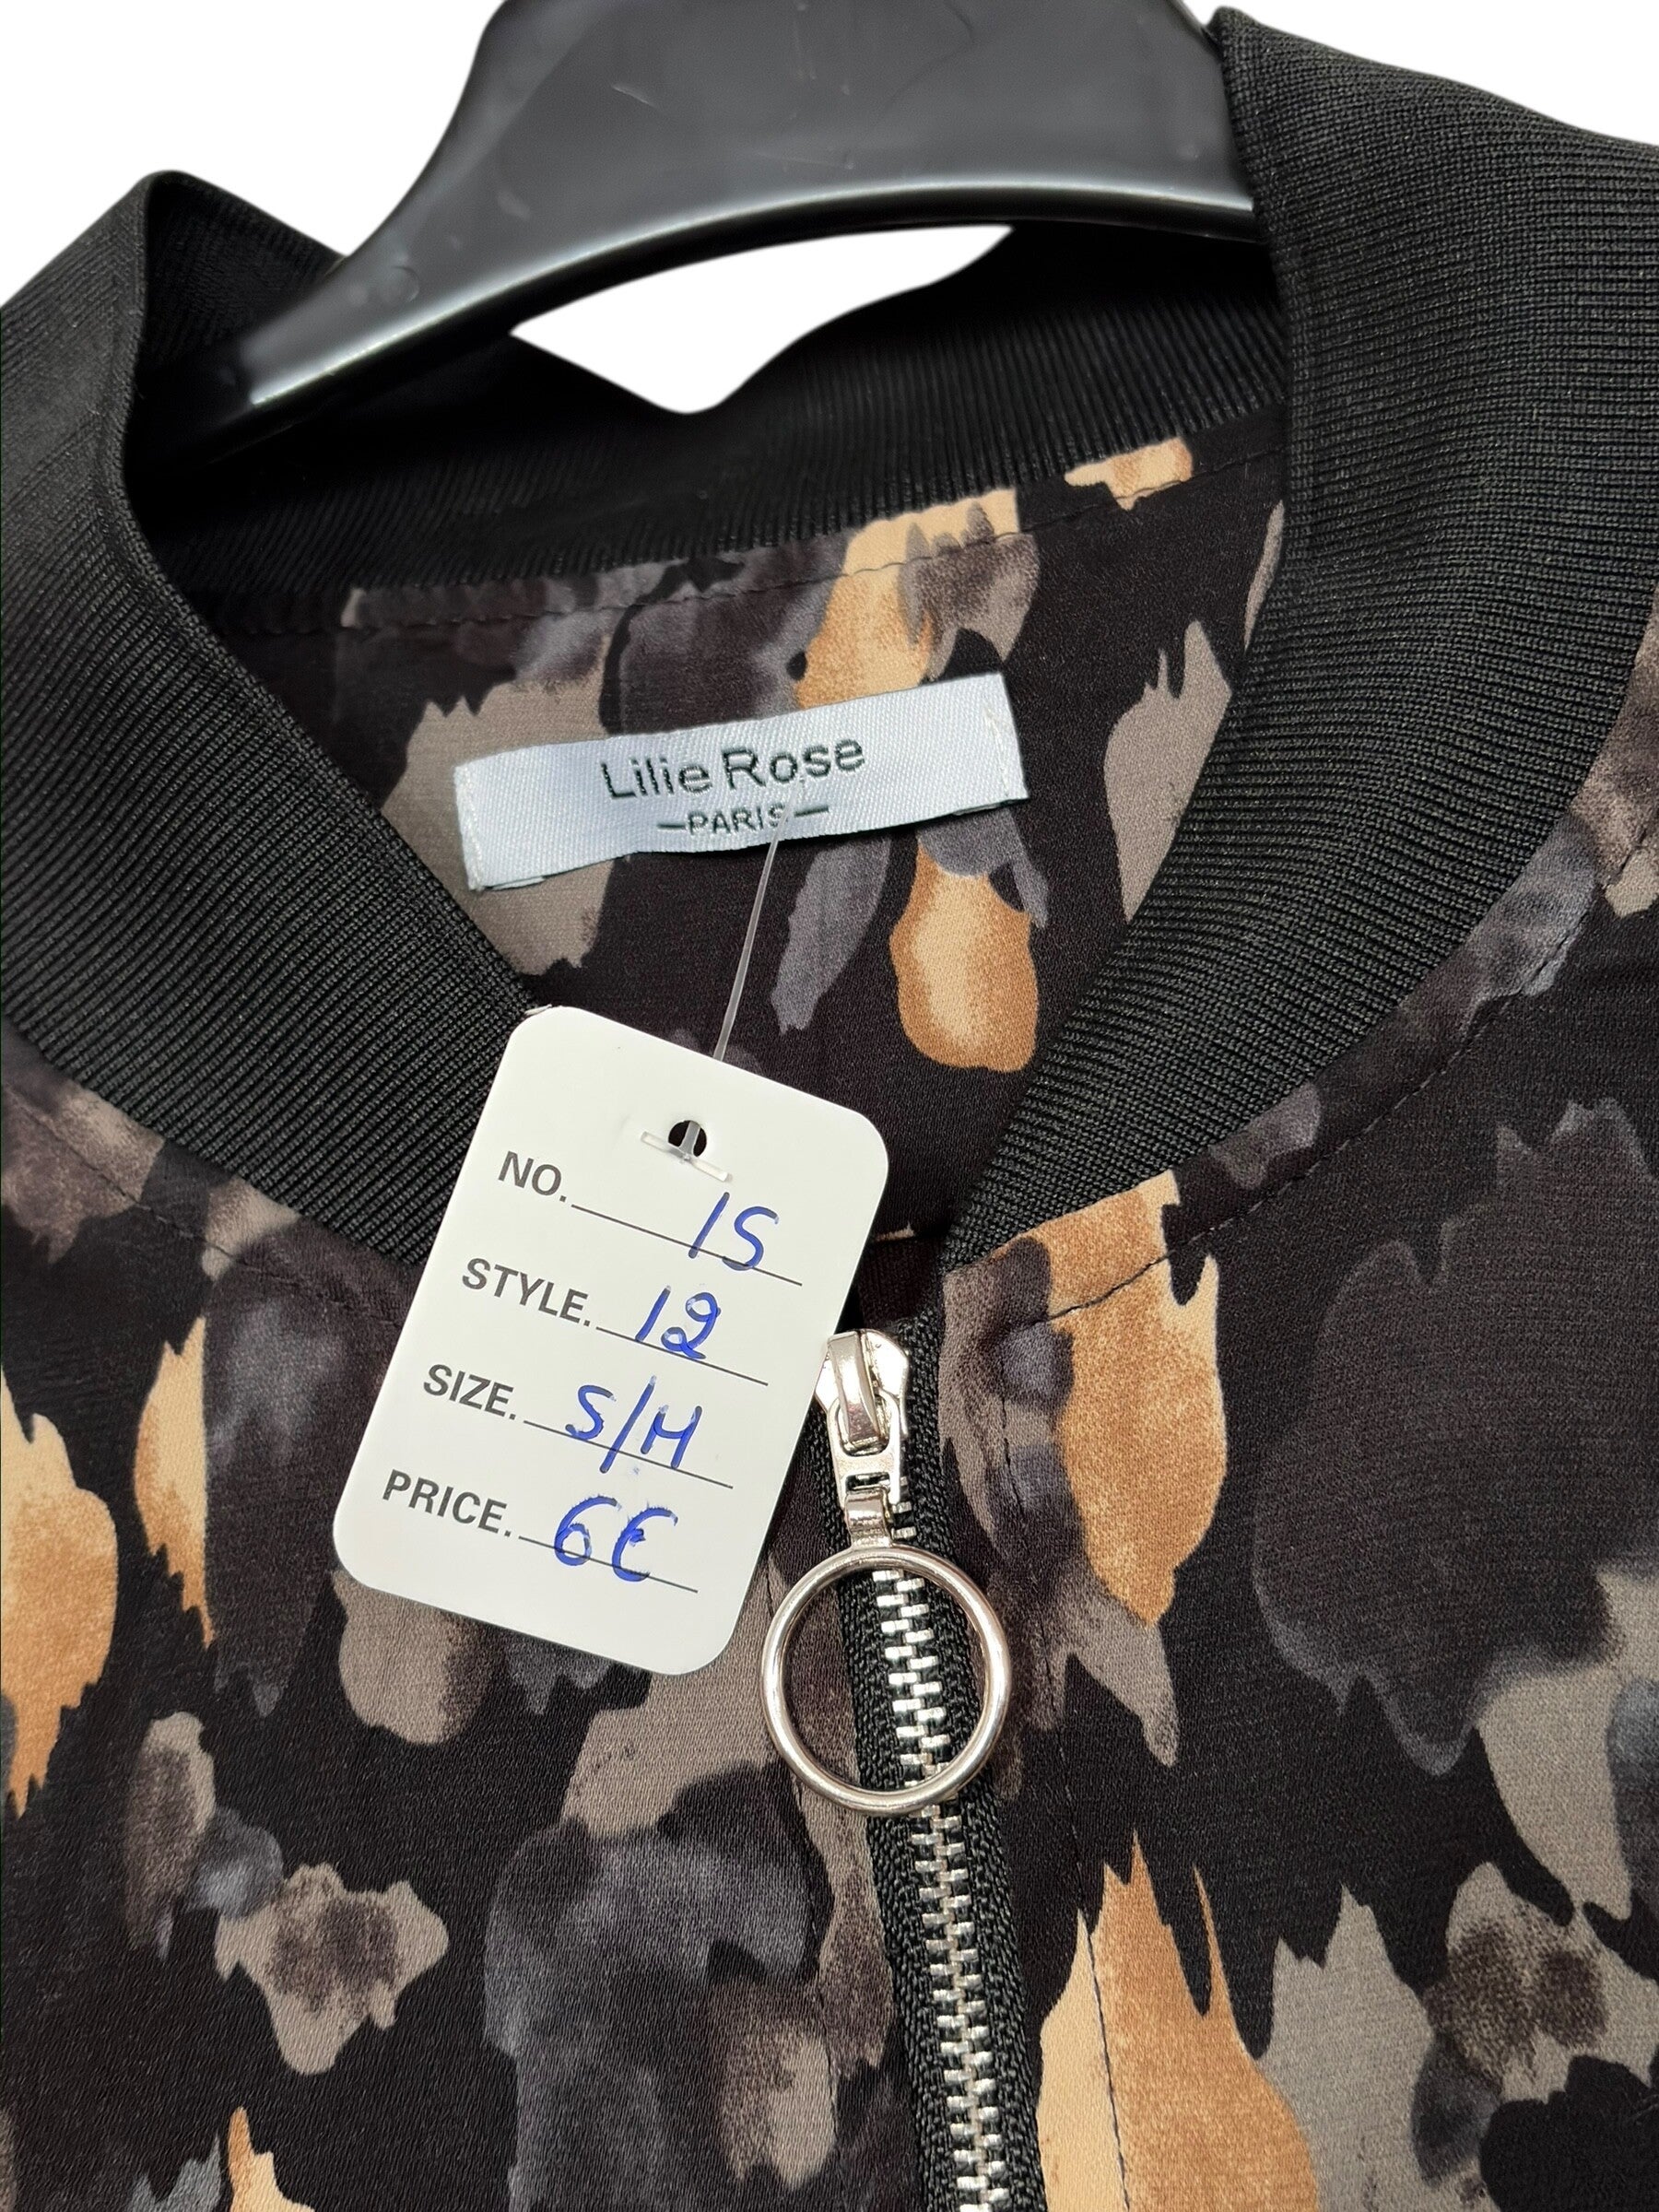 Lilie Rose
—PARIS—
NO. 15
STYLE. 12
SIZE. S/M
PRICE. 6€